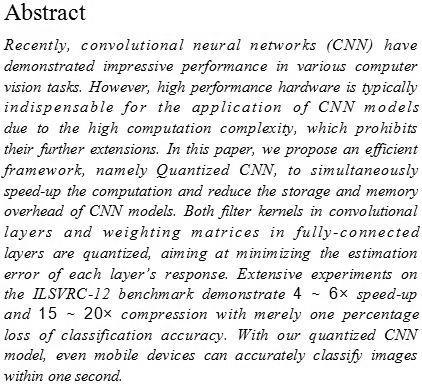 Abstract
Recently, convolutional neural networks (CNN) have
demonstrated impressive performance in various computer
vision tasks. However, high performance hardware is typically
indispensable for the application of CNN models
due to the high computation complexity, which prohibits
their further extensions. In this paper, we propose an efficient
framework, namely Quantized CNN, to simultaneously
speed-up the computation and reduce the storage and memory
overhead of CNN models. Both filter kernels in convolutional
layers and weighting matrices in fully-connected
layers are quantized, aiming at minimizing the estimation
error of each layer's response. Extensive experiments on
the ILSVRC-12 benchmark demonstrate 4 ~ 6× speed-up
and 15 ~ 20× compression with merely one percentage
loss of classification accuracy. With our quantized CNN
model, even mobile devices can accurately classify images
within one second.